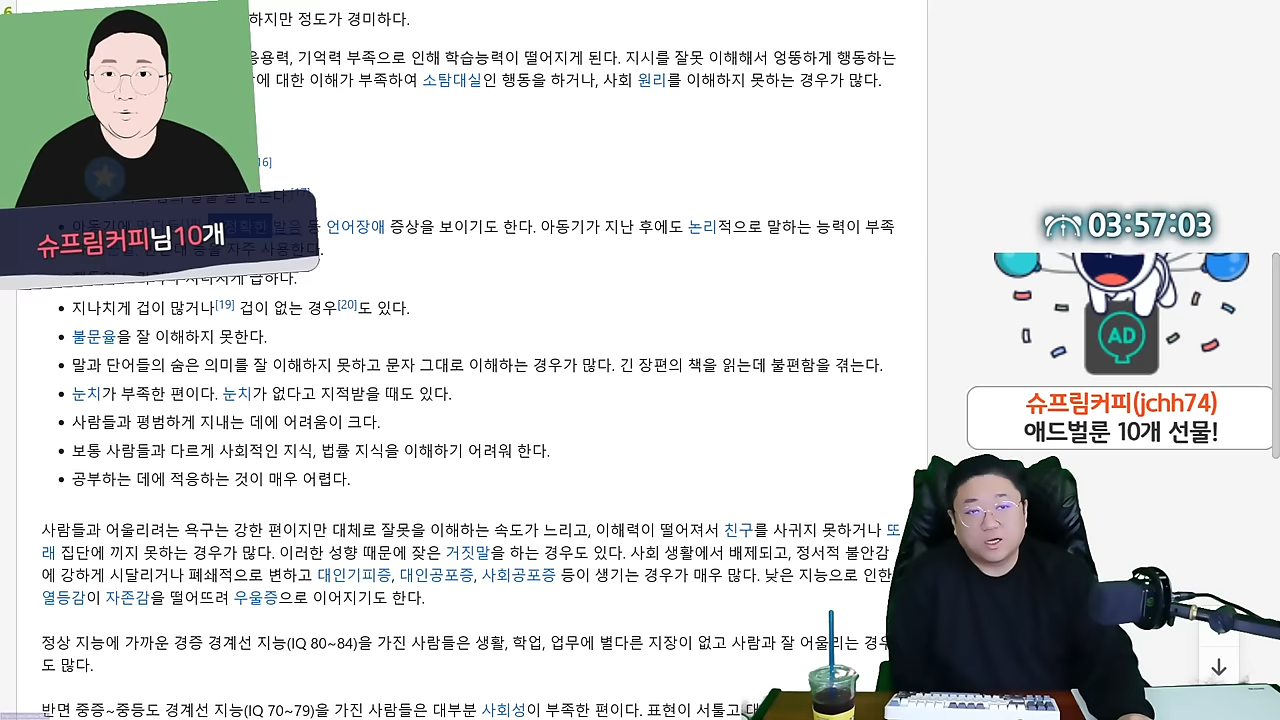 6
하지만 정도가 경미하다.
응용력, 기억력 부족으로 인해 학습능력이 떨어지게 된다. 지시를 잘못 이해해서 엉뚱하게 행동하는
에 대한 이해가 부족하여 소탐대실인 행동을 하거나, 사회 원리를 이해하지 못하는 경우가 많다.
16]
슈프림커피님10개
언어장애 증상을 보이기도 한다. 아동기가 지난 후에도 논리적으로 말하는 능력이 부족
자주 사용한다.
급하다.
03:57:03
• 지나치게 겁이 많거나[19] 겁이 없는 경우[20]도 있다.
• 불문율을 잘 이해하지 못한다.
• 말과 단어들의 숨은 의미를 잘 이해하지 못하고 문자 그대로 이해하는 경우가 많다. 긴 장편의 책을 읽는데 불편함을 겪는다.
• 눈치가 부족한 편이다. 눈치가 없다고 지적받을 때도 있다.
• 사람들과 평범하게 지내는 데에 어려움이 크다.
• 보통 사람들과 다르게 사회적인 지식, 법률 지식을 이해하기 어려워 한다.
• 공부하는 데에 적응하는 것이 매우 어렵다.
AD
슈프림커피(jchh74)
애드벌룬 10개 선물!
사람들과 어울리려는 욕구는 강한 편이지만 대체로 잘못을 이해하는 속도가 느리고, 이해력이 떨어져서 친구를 사귀지 못하거나 또
래 집단에 끼지 못하는 경우가 많다. 이러한 성향 때문에 잦은 거짓말을 하는 경우도 있다. 사회 생활에서 배제되고, 정서적 불안감
에 강하게 시달리거나 폐쇄적으로 변하고 대인기피증, 대인공포증, 사회공포증 등이 생기는 경우가 매우 많다. 낮은 지능으로 인한
열등감이 자존감을 떨어뜨려 우울증으로 이어지기도 한다.
정상 지능에 가까운 경증 경계선 지능(IQ 80~84)을 가진 사람들은 생활, 학업, 업무에 별다른 지장이 없고 사람과 잘 어울리는 경우
도 많다.
반면 중증~중등도 경계선 지능(IQ 70~79) 가진 사람들은 대부분 사회성이 부족한 편이다. 표현이 서툴고